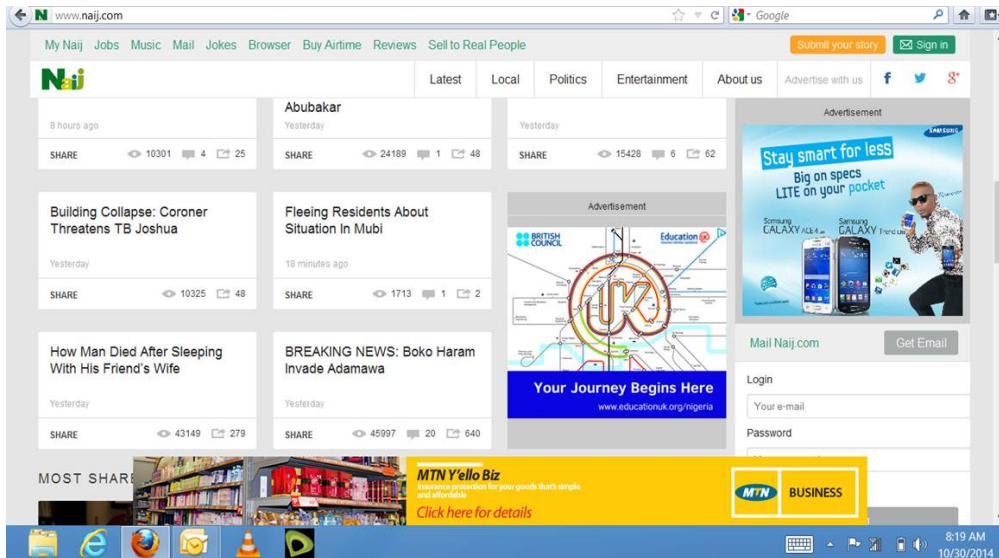 www.naij.com
Google
My Naij Jobs Music Mail Jokes Browser Buy Airtime Reviews Sell to Real People
Submit your story
Sign in
Naij
Latest Local Politics Entertainment About us Advertise with us
8 hours ago
SHARE 10301 4 25
Abubakar
Yesterday
SHARE 24189 1 48
Yesterday
SHARE 15428 6 62
Building Collapse: Coroner
Threatens TB Joshua
Yesterday
SHARE 10325 48
Fleeing Residents About
Situation In Mubi
18 minutes ago
SHARE 1713 1 2
How Man Died After Sleeping
With His Friend's Wife
Yesterday
SHARE 43149 279
BREAKING NEWS: Boko Haram
Invade Adamawa
Yesterday
SHARE 45997 20 640
Advertisement
BRITISH
COUNCIL
Education UK
UK
Your Journey Begins Here
www.educationuk.org/nigeria
Advertisement
SAMSUNG
Stay smart for less
Big on specs
LITE on your pocket
Samsung
GALAXY ACE 4
Samsung
GALAXY Trend
Mail Naij.com
Get Email
Login
Your e-mail
Password
MOST SHARE
MTN Y'ello Biz
Insurance protection for your goods that's simple
and affordable
Click here for details
MTN
BUSINESS
8:19 AM
10/30/2014